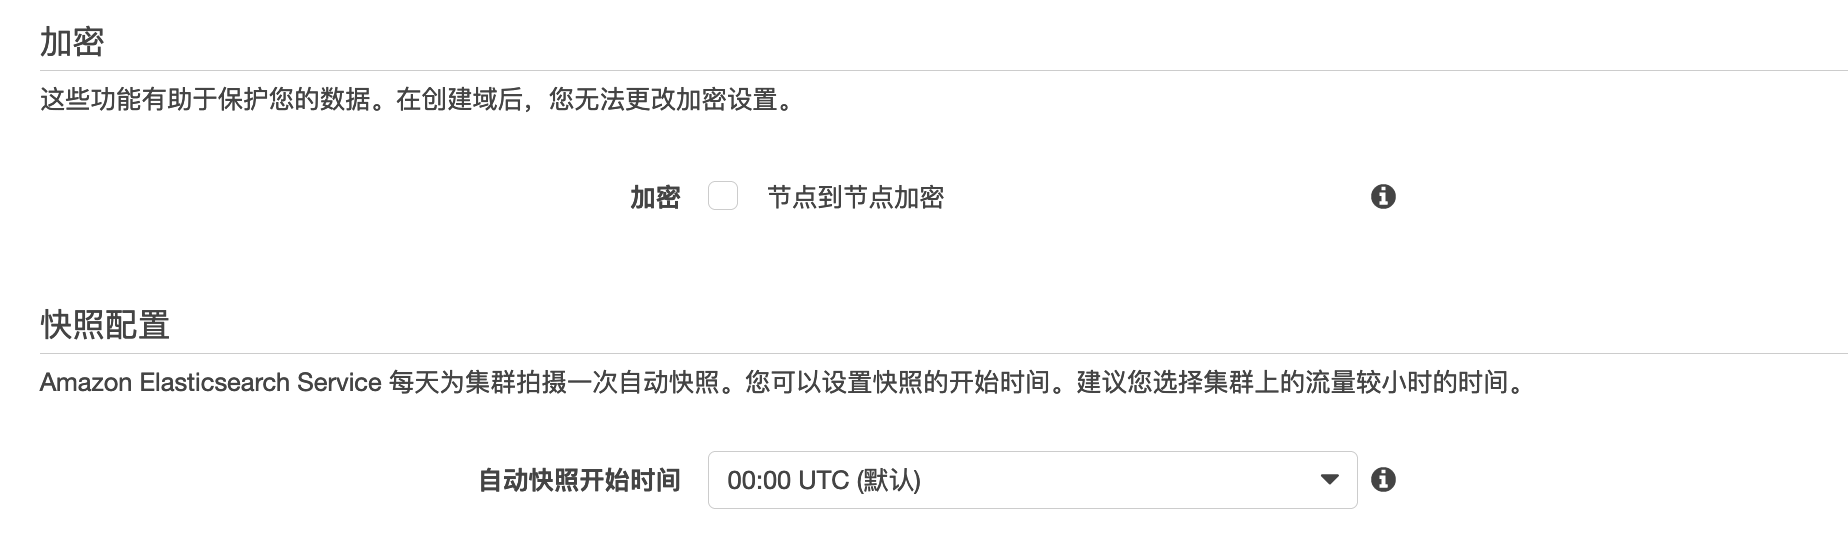 加密
这些功能有助于保护您的数据。在创建域后，您无法更改加密设置。
加密 节点到节点加密
快照配置
Amazon Elasticsearch Service 每天为集群拍摄一次自动快照。您可以设置快照的开始时间。建议您选择集群上的流量较小时的时间。
自动快照开始时间 00:00 UTC (默认)